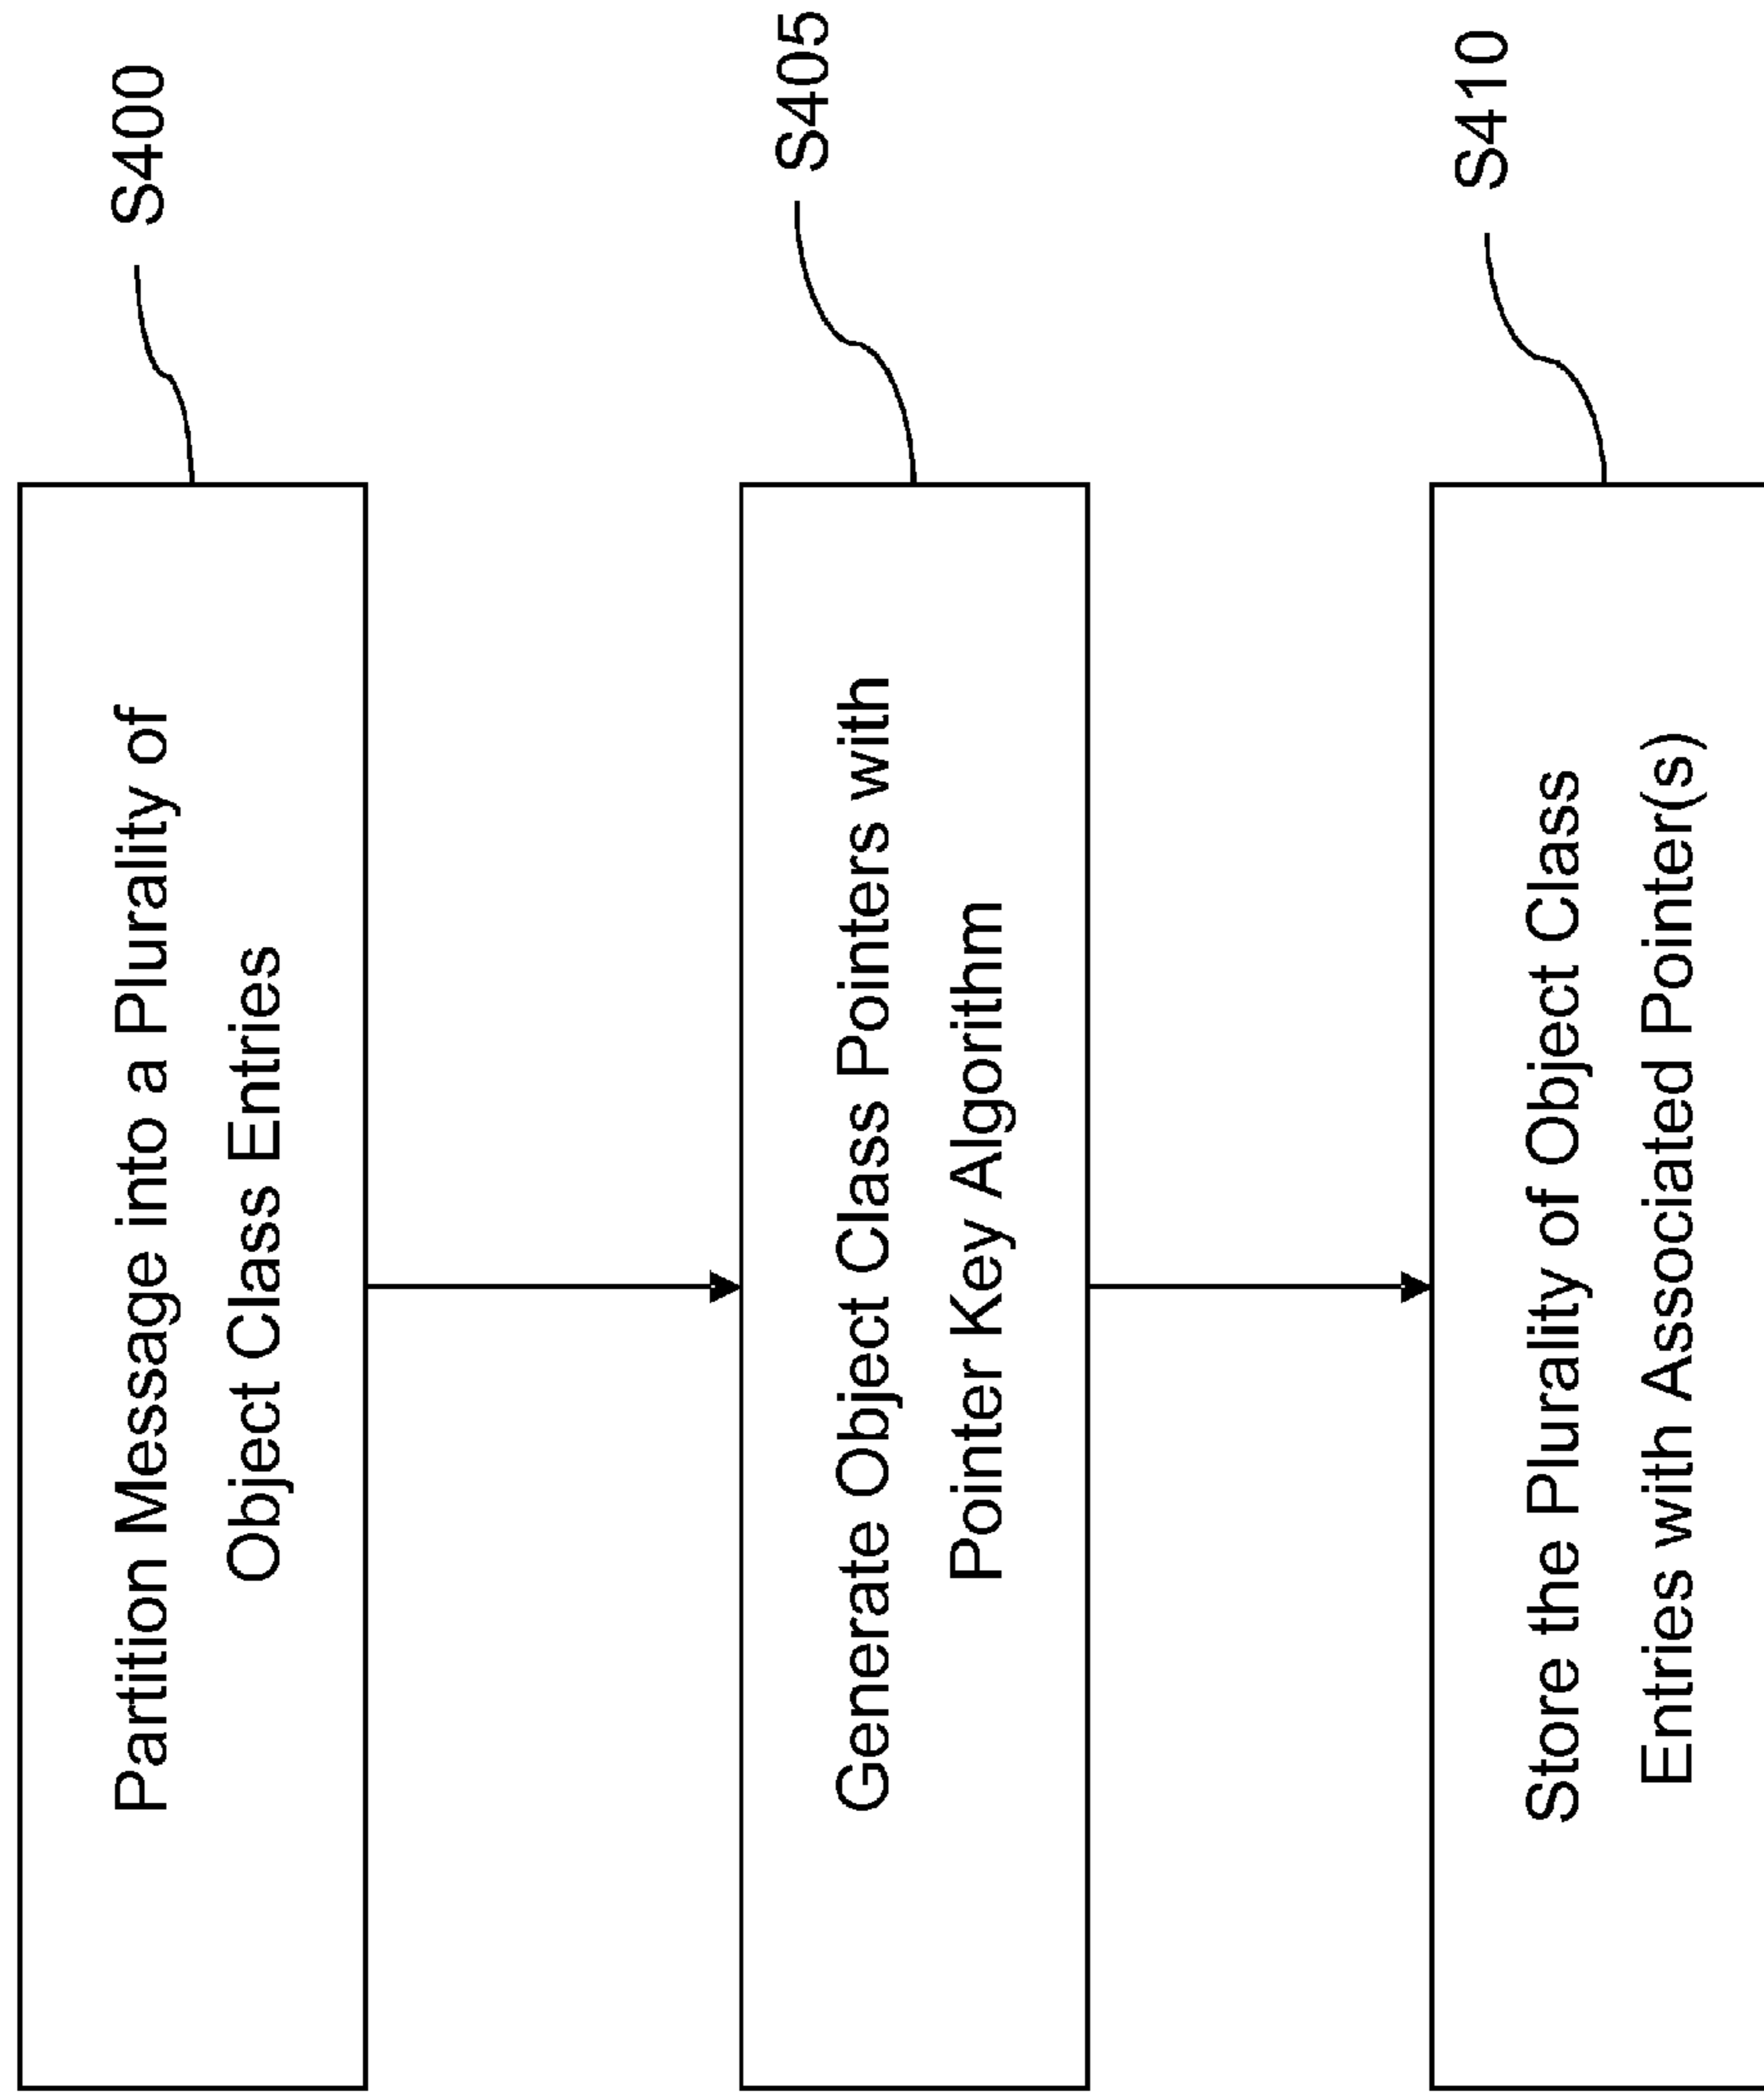 Partition Message into a Plurality of
Object Class Entries
S400
Generate Object Class Pointers with
Pointer Key Algorithm
S405
Store the Plurality of Object Class
Entries with Associated Pointer(s)
S410